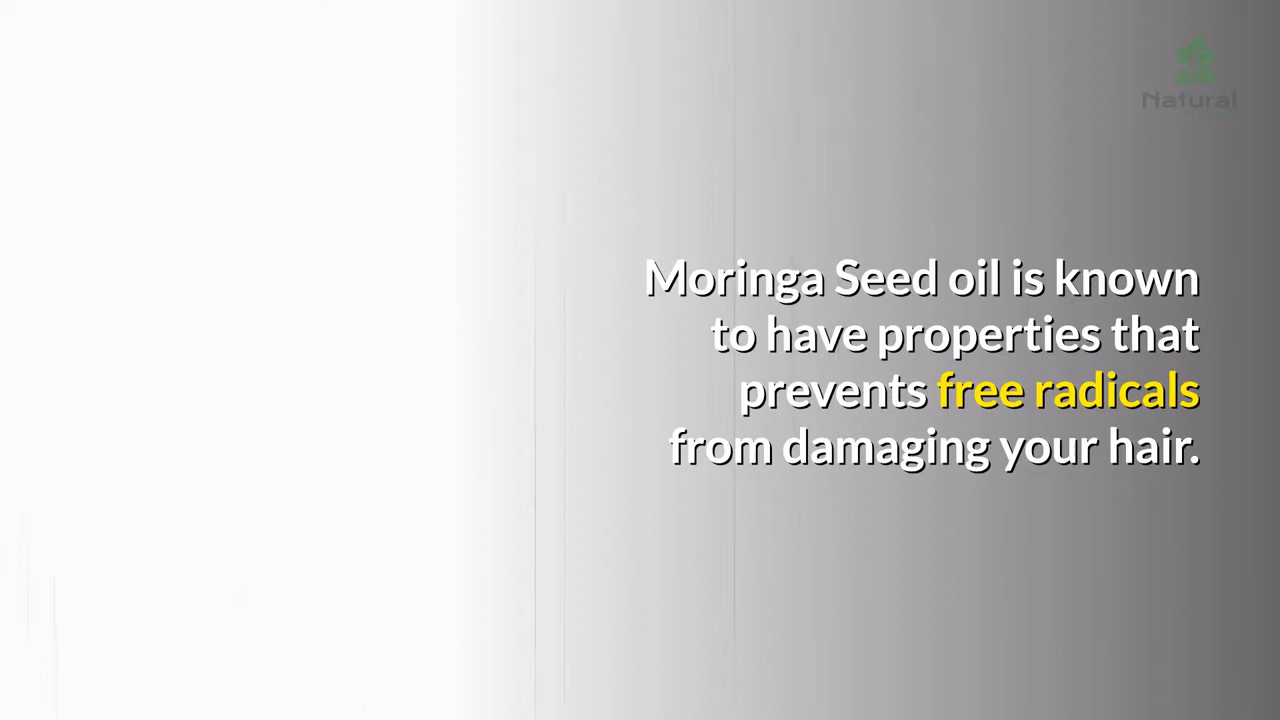 Natural
Moringa Seed oil is known
to have properties that
prevents free radicals
from damaging your hair.